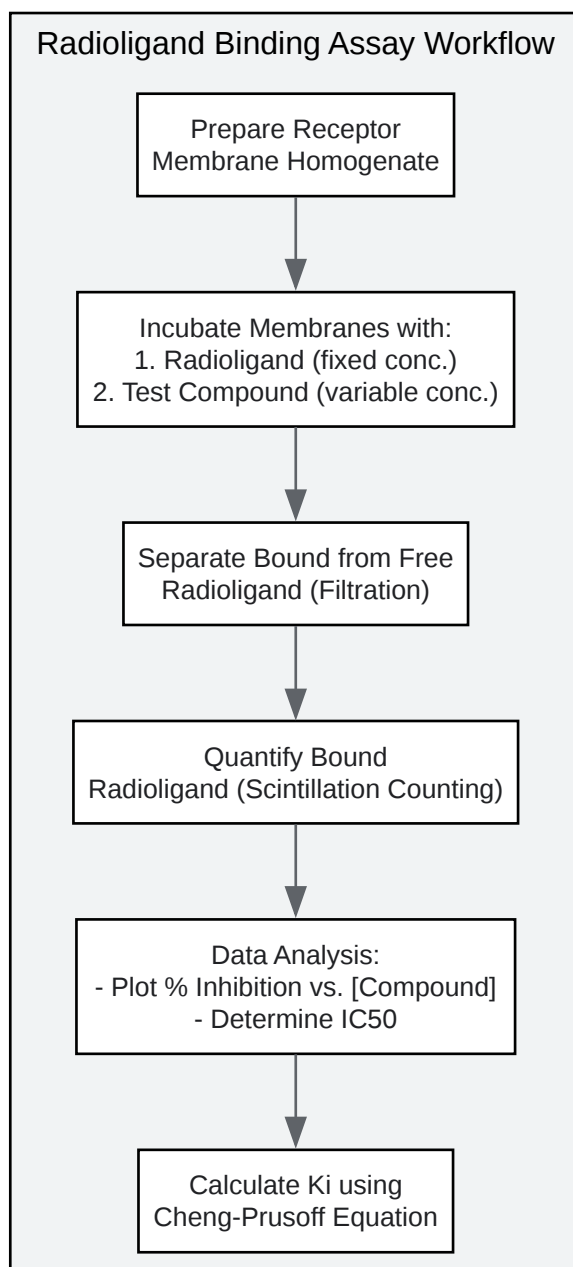 Radioligand Binding Assay Workflow
Prepare Receptor
Membrane Homogenate
Incubate Membranes with:
1. Radioligand (fixed conc.)
2. Test Compound (variable conc.)
Separate Bound from Free
Radioligand (Filtration)
Quantify Bound
Radioligand (Scintillation Counting)
Data Analysis:
- Plot % Inhibition vs. [Compound]
- Determine IC50
Calculate Ki using
Cheng-Prusoff Equation